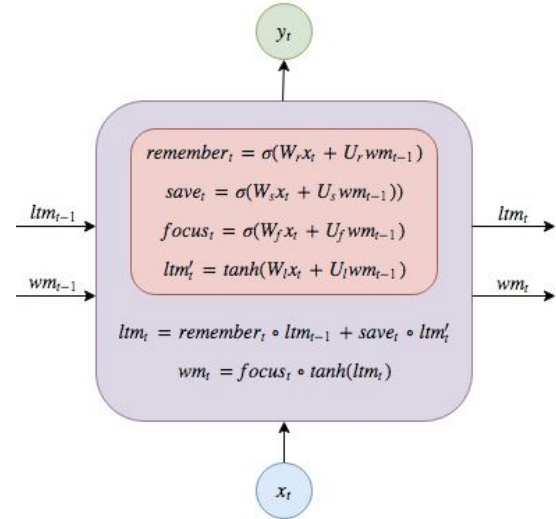 y_t
remember_t = σ(W_r x_t + U_r wm_{t-1})
save_t = σ(W_s x_t + U_s wm_{t-1}))
ltm_{t-1}
ltm_t
focus_t = σ(W_f x_t + U_f wm_{t-1})
ltm'_t = tanh(W_l x_t + U_l wm_{t-1})
wm_{t-1}
wm_t
ltm_t = remember_t ∘ ltm_{t-1} + save_t ∘ ltm'_t
wm_t = focus_t ∘ tanh(ltm_t)
x_t